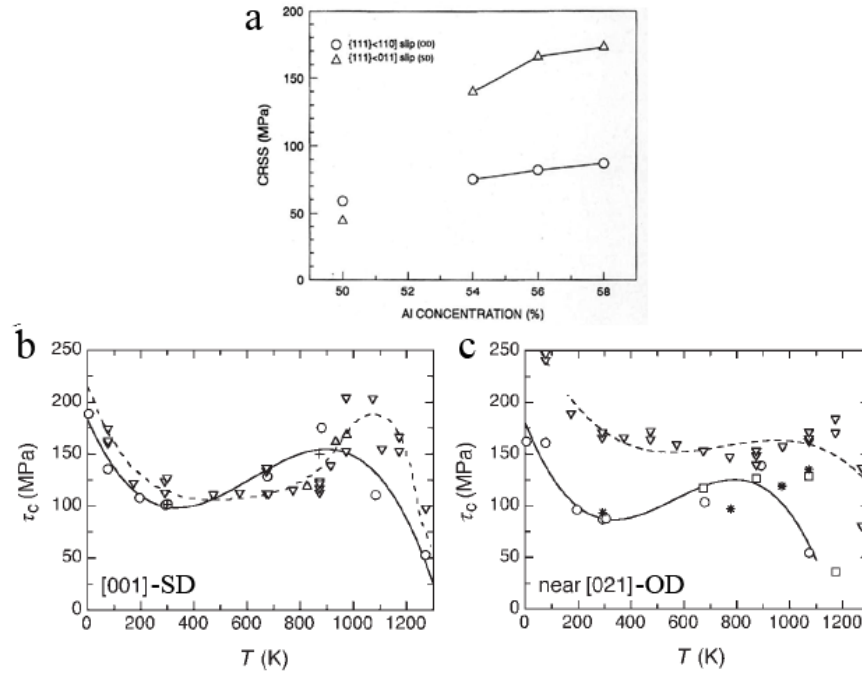 a
200
150
100
50
0
CRSS (MPa)
{111}<110] slip (OD)
{111}<011] slip (SD)
50 52 54 56 58
Al CONCENTRATION (%)
b
250
200
150
100
50
0
τc (MPa)
[001]-SD
0 200 400 600 800 1000 1200
T (K)
c
250
200
150
100
50
0
τc (MPa)
near [021]-OD
0 200 400 600 800 1000 1200
T (K)